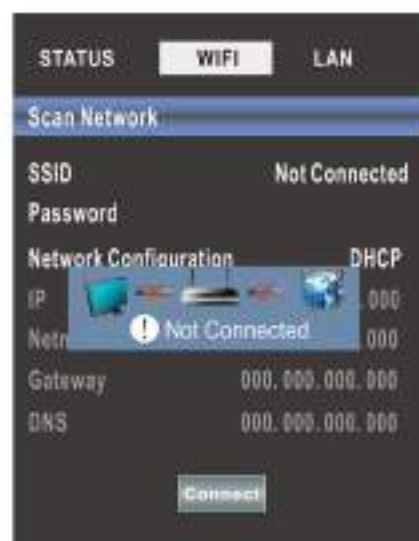 STATUS WIFI LAN
Scan Network
SSID Not Connected
Password
Network Configuration DHCP
IP .000
Netm .000
! Not Connected
Gateway 000.000.000.000
DNS 000.000.000.000
Connect